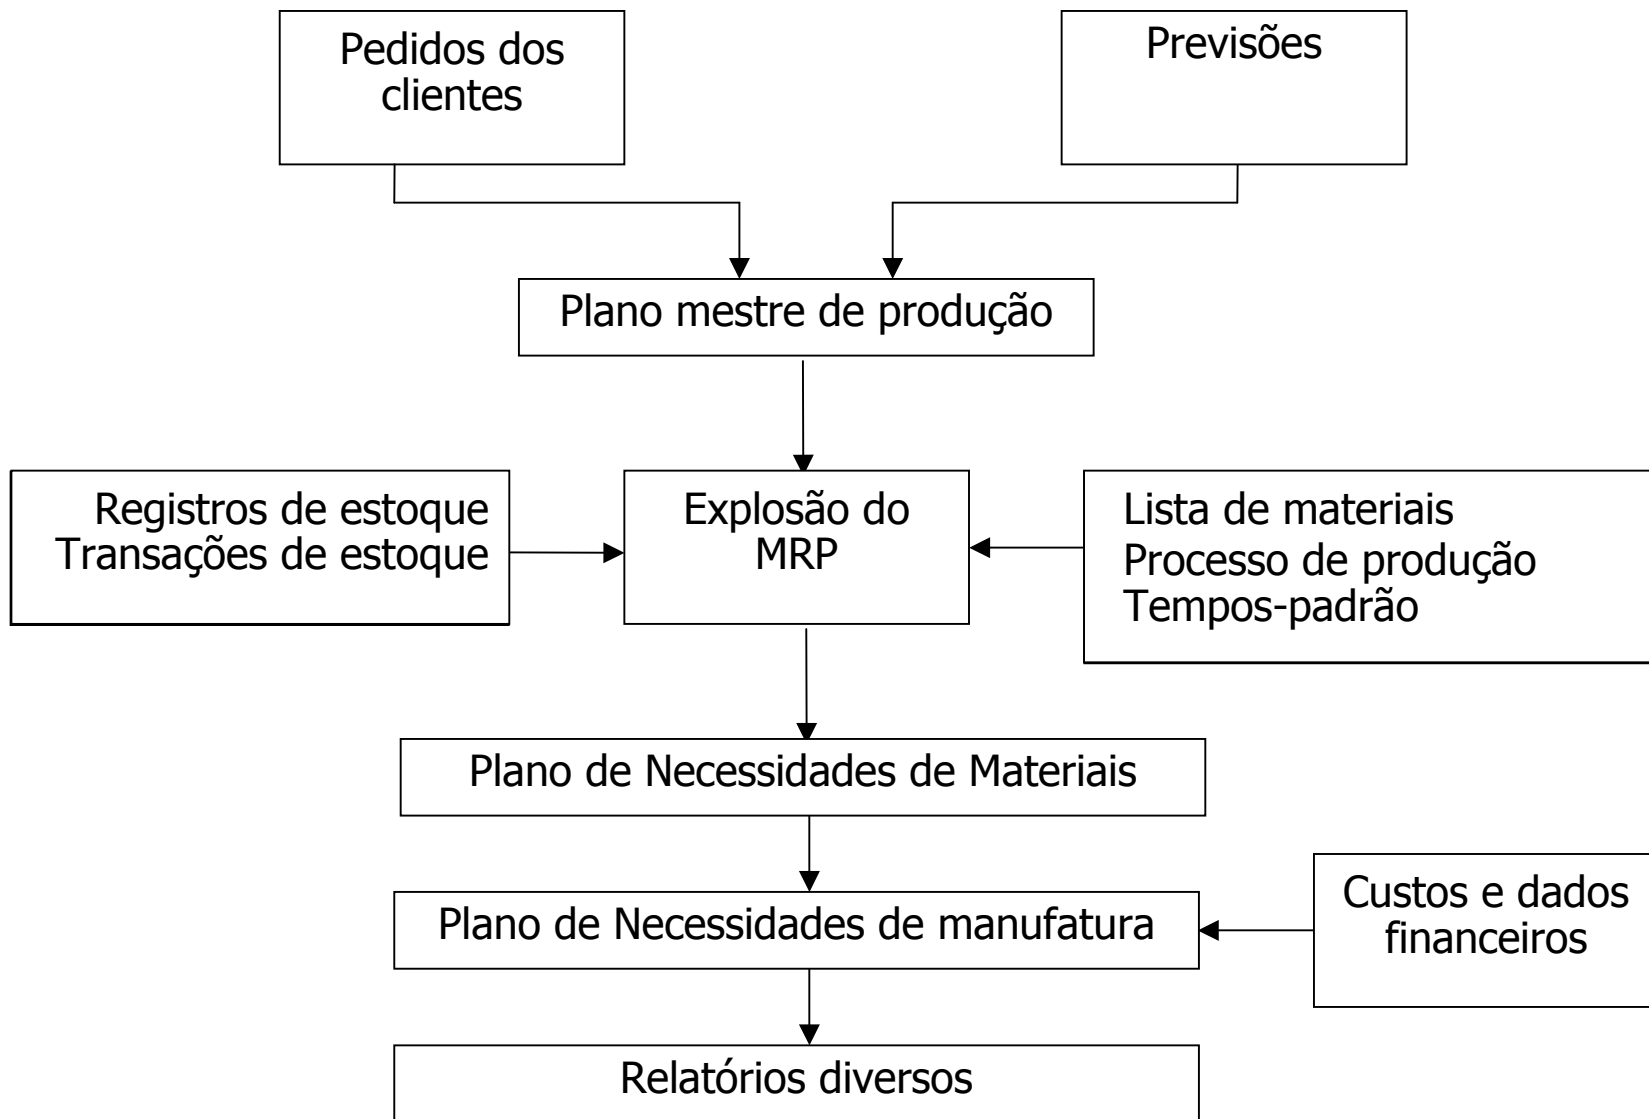 Pedidos dos
clientes
Previsões
Plano mestre de produção
Registros de estoque
Transações de estoque
Explosão do
MRP
Lista de materiais
Processo de produção
Tempos-padrão
Plano de Necessidades de Materiais
Plano de Necessidades de manufatura
Custos e dados
financeiros
Relatórios diversos